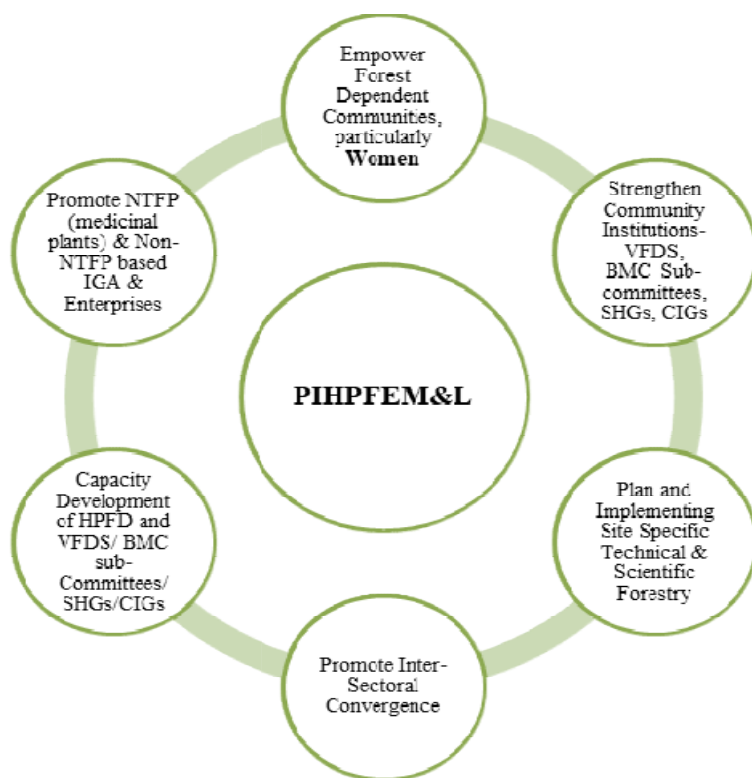 Empower
Forest
Dependent
Communities,
particularly
Women
Strengthen
Community
Institutions-
VFDS,
BMC Sub-
committees,
SHGs, CIGs
Plan and
Implementing
Site Specific
Technical &
Scientific
Forestry
Promote Inter-
Sectoral
Convergence
Capacity
Development
of HPFD and
VFDS/ BMC
sub-
Committees/
SHGs/CIGs
Promote NTFP
(medicinal
plants) & Non-
NTFP based
IGA &
Enterprises
PIHPFEM&L